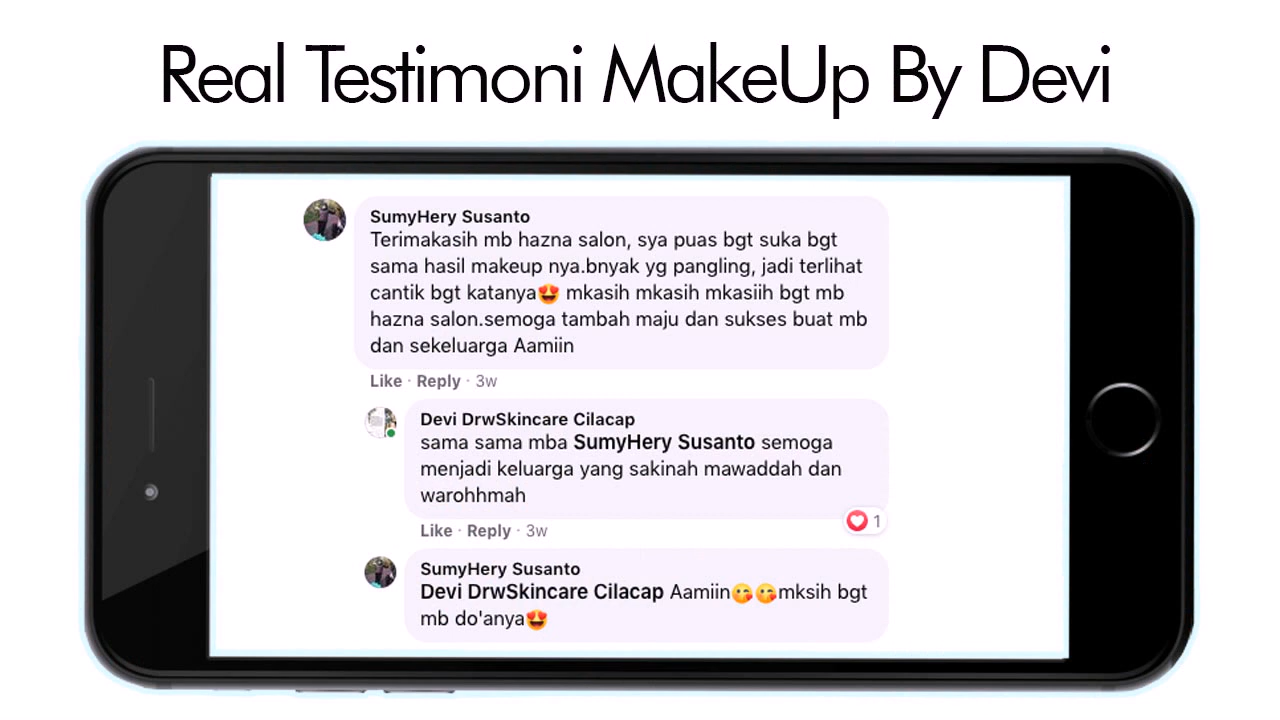 Real Testimoni MakeUp By Devi
SumyHery Susanto
Terimakasih mb hazna salon, sya puas bgt suka bgt
sama hasil makeup nya.bnyak yg pangling, jadi terlihat
cantik bgt katanya😍 mkasih mkasih mkasiih bgt mb
hazna salon.semoga tambah maju dan sukses buat mb
dan sekeluarga Aamiin
Like · Reply · 3w
Devi DrwSkincare Cilacap
sama sama mba SumyHery Susanto semoga
menjadi keluarga yang sakinah mawaddah dan
warohhmah
1
Like · Reply · 3w
SumyHery Susanto
Devi DrwSkincare Cilacap Aamiin😋😋mksih bgt
mb do'anya😍